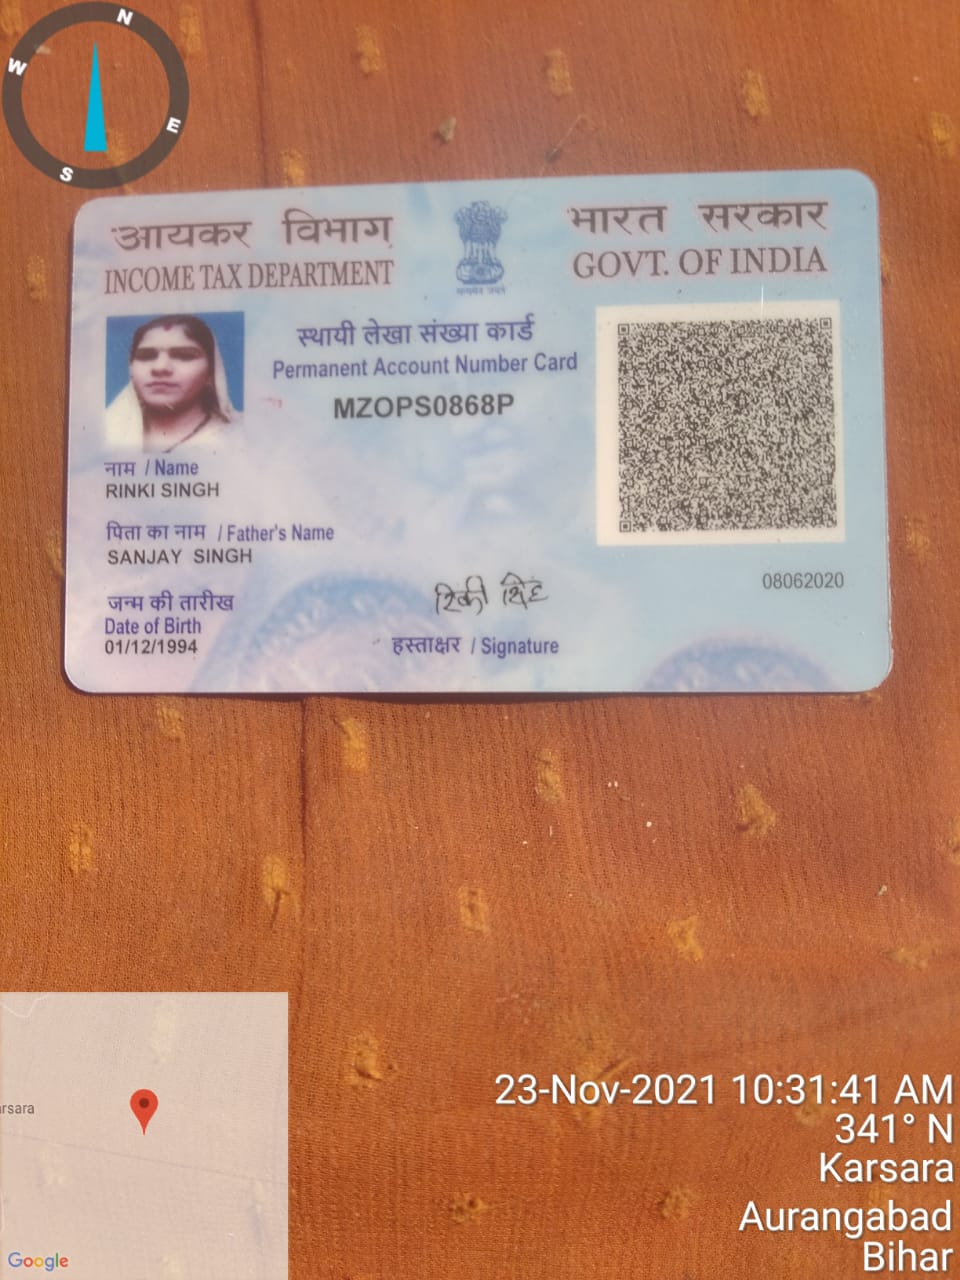 N
W
E
S
आयकर विभाग
INCOME TAX DEPARTMENT
सत्यमेव जयते
भारत सरकार
GOVT. OF INDIA
स्थायी लेखा संख्या कार्ड
Permanent Account Number Card
MZOPS0868P
नाम / Name
RINKI SINGH
पिता का नाम / Father's Name
SANJAY SINGH
08062020
जन्म की तारीख
Date of Birth
01/12/1994
हस्ताक्षर / Signature
23-Nov-2021 10:31:41 AM
341° N
Karsara
Aurangabad
Bihar
arsara
Google